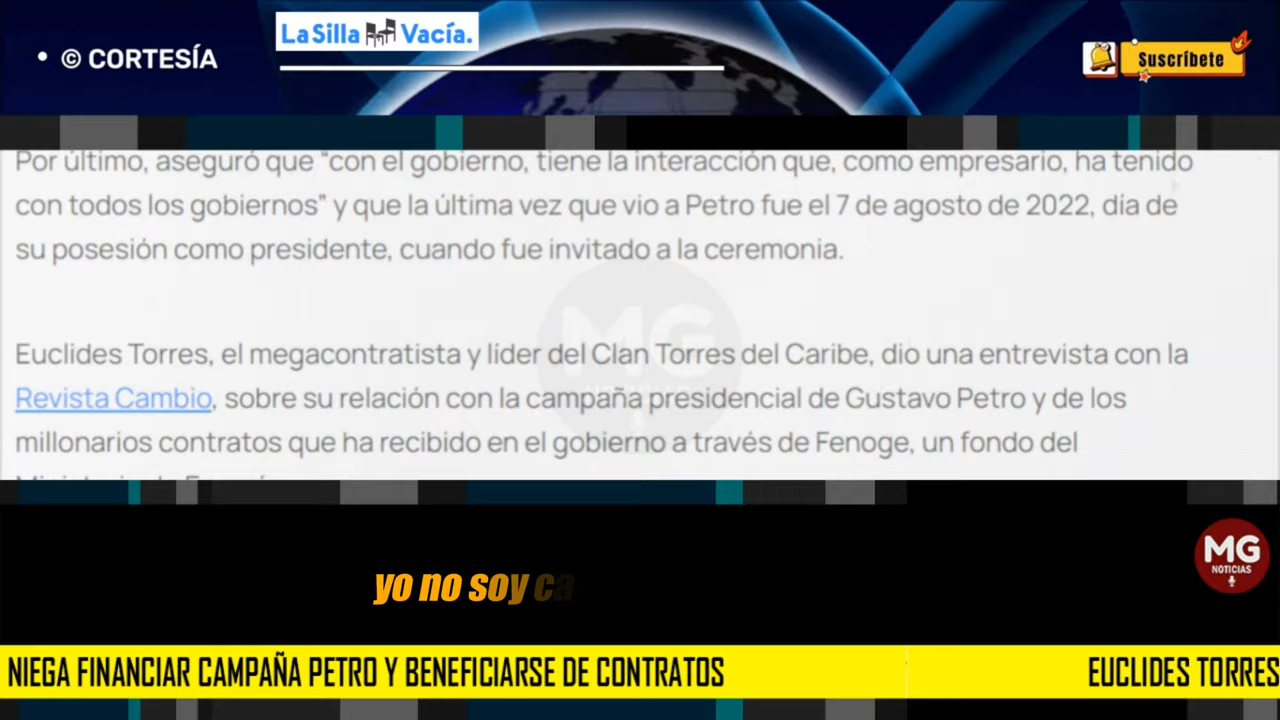 • © CORTESÍA
La Silla Vacía.
Suscríbete
Por último, aseguró que "con el gobierno, tiene la interacción que, como empresario, ha tenido
con todos los gobiernos" y que la última vez que vio a Petro fue el 7 de agosto de 2022, día de
su posesión como presidente, cuando fue invitado a la ceremonia.
Euclides Torres, el megacontratista y líder del Clan Torres del Caribe, dio una entrevista con la
Revista Cambio, sobre su relación con la campaña presidencial de Gustavo Petro y de los
millonarios contratos que ha recibido en el gobierno a través de Fenoge, un fondo del
MG
NOTICIAS
yo no soy ca
MG
NOTICIAS
NIEGA FINANCIAR CAMPAÑA PETRO Y BENEFICIARSE DE CONTRATOS
EUCLIDES TORRES